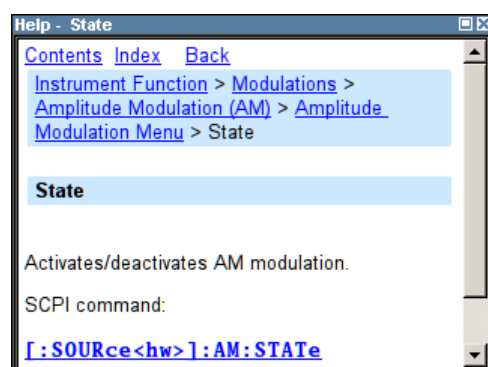 Help - State
Contents Index Back
Instrument Function > Modulations >
Amplitude Modulation (AM) > Amplitude
Modulation Menu > State
State
Activates/deactivates AM modulation.
SCPI command:
[:SOURce<hw>]:AM:STATe